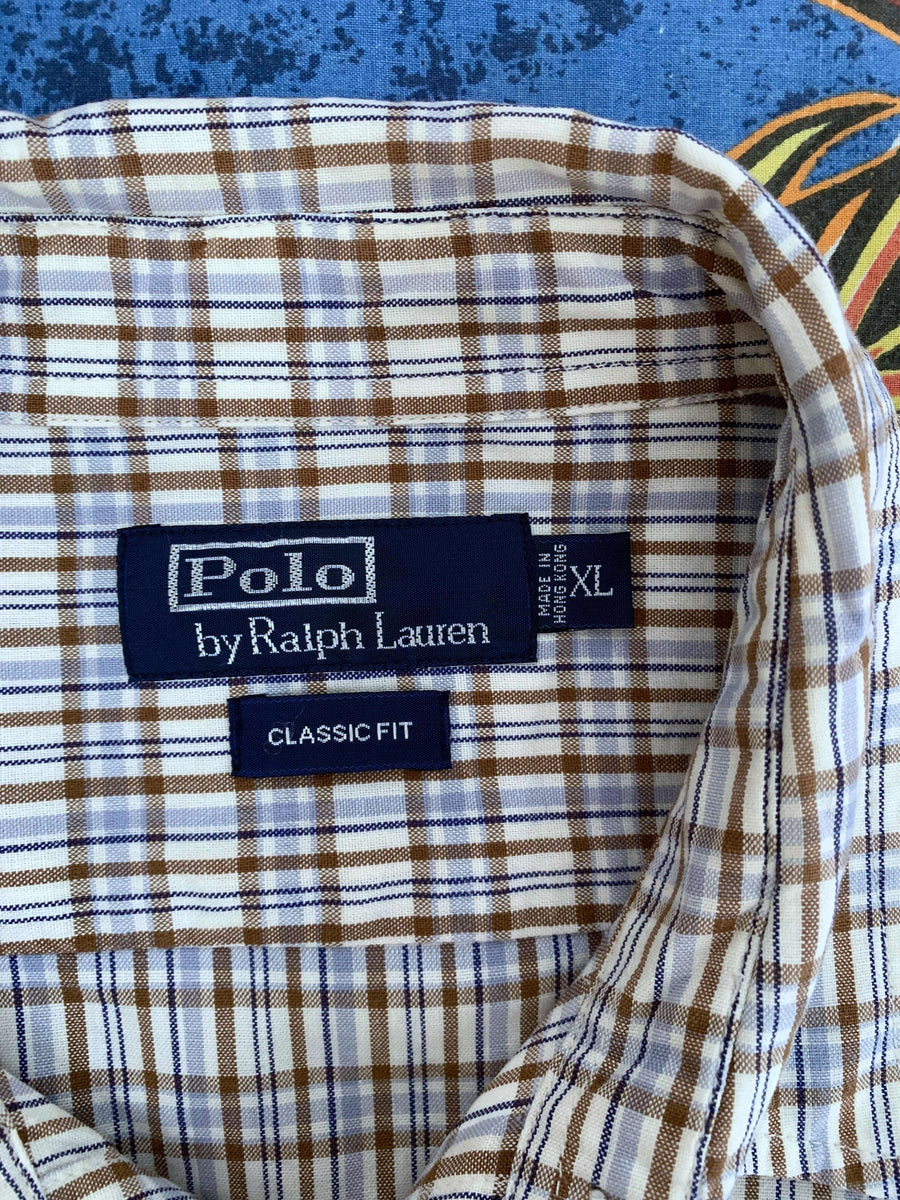 Polo
by Ralph Lauren
MADE IN
HONG KONG
XL
CLASSIC FIT